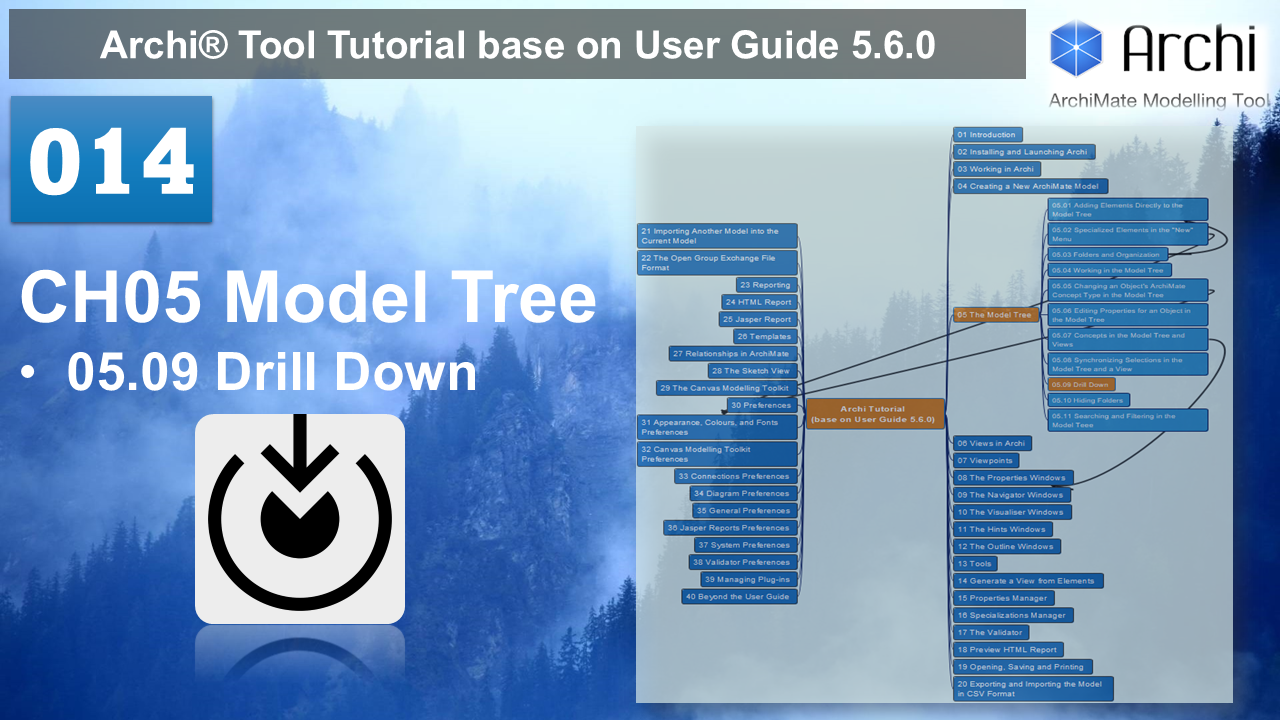 Archi® Tool Tutorial base on User Guide 5.6.0
Archi
ArchiMate Modelling Tool
014
CH05 Model Tree
• 05.09 Drill Down
21 Importing Another Model into the
Current Model
22 The Open Group Exchange File
Format
23 Reporting
24 HTML Report
25 Jasper Report
26 Templates
27 Relationships in ArchiMate
28 The Sketch View
29 The Canvas Modelling Toolkit
30 Preferences
31 Appearance, Colours, and Fonts
Preferences
32 Canvas Modelling Toolkit
Preferences
33 Connections Preferences
34 Diagram Preferences
35 General Preferences
36 Jasper Reports Preferences
37 System Preferences
38 Validator Preferences
39 Managing Plug-ins
40 Beyond the User Guide
Archi Tutorial
(base on User Guide 5.6.0)
01 Introduction
02 Installing and Launching Archi
03 Working in Archi
04 Creating a New ArchiMate Model
05 The Model Tree
05.01 Adding Elements Directly to the
Model Tree
05.02 Specialized Elements in the "New"
Menu
05.03 Folders and Organization
05.04 Working in the Model Tree
05.05 Changing an Object's ArchiMate
Concept Type in the Model Tree
05.06 Editing Properties for an Object in
the Model Tree
05.07 Concepts in the Model Tree and
Views
05.08 Synchronizing Selections in the
Model Tree and a View
05.09 Drill Down
05.10 Hiding Folders
05.11 Searching and Filtering in the
Model Teee
06 Views in Archi
07 Viewpoints
08 The Properties Windows
09 The Navigator Windows
10 The Visualiser Windows
11 The Hints Windows
12 The Outline Windows
13 Tools
14 Generate a View from Elements
15 Properties Manager
16 Specializations Manager
17 The Validator
18 Preview HTML Report
19 Opening, Saving and Printing
20 Exporting and Importing the Model
in CSV Format